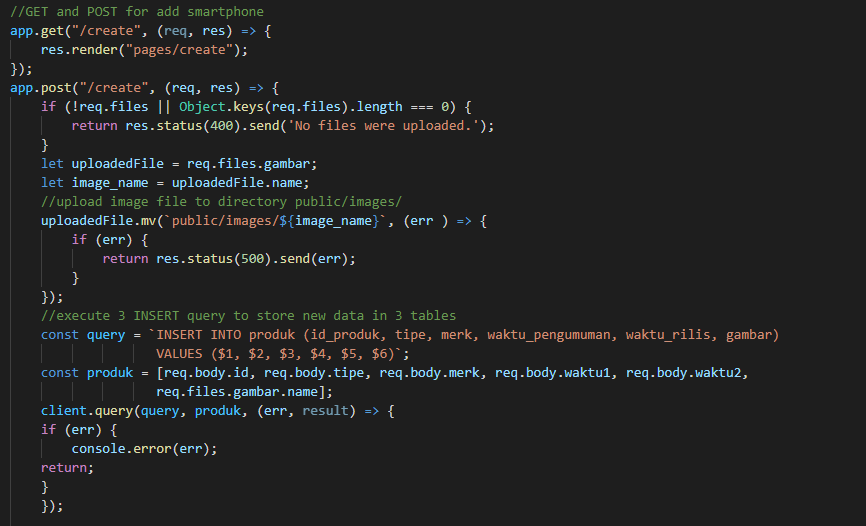 //GET and POST for add smartphone
app.get("/create", (req, res) => {
    res.render("pages/create");
});
app.post("/create", (req, res) => {
    if (!req.files || Object.keys(req.files).length === 0) {
        return res.status(400).send('No files were uploaded.');
    }
    let uploadedFile = req.files.gambar;
    let image_name = uploadedFile.name;
    //upload image file to directory public/images/
    uploadedFile.mv(`public/images/${image_name}`, (err ) => {
        if (err) {
            return res.status(500).send(err);
        }
    });
    //execute 3 INSERT query to store new data in 3 tables
    const query = `INSERT INTO produk (id_produk, tipe, merk, waktu_pengumuman, waktu_rilis, gambar)
                   VALUES ($1, $2, $3, $4, $5, $6)`;
    const produk = [req.body.id, req.body.tipe, req.body.merk, req.body.waktu1, req.body.waktu2,
                   req.files.gambar.name];
    client.query(query, produk, (err, result) => {
    if (err) {
        console.error(err);
    return;
    }
    });